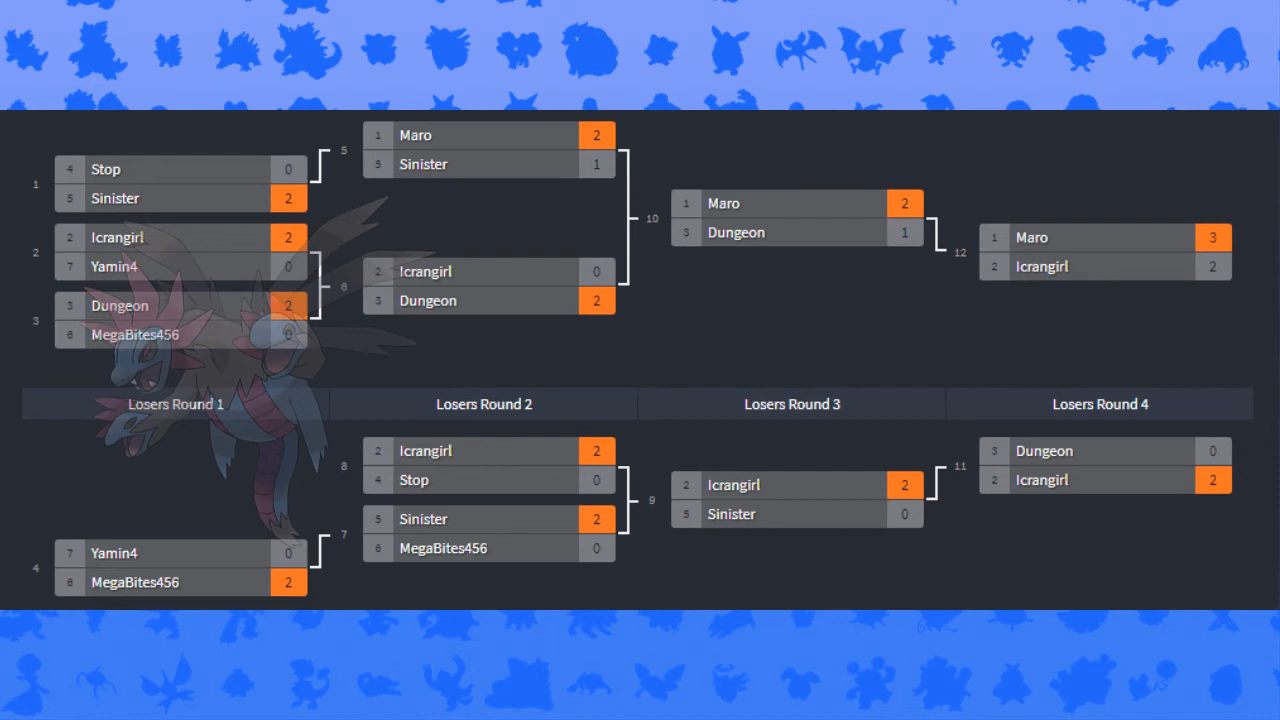 1 Maro 2
5 Sinister 1
5
4 Stop 0
5 Sinister 2
1
2 Icrangirl 2
7 Yamin4 0
2
3 Dungeon 2
6 MegaBites456 0
3
2 Icrangirl 0
3 Dungeon 2
6
1 Maro 2
3 Dungeon 1
10
1 Maro 3
2 Icrangirl 2
12
Losers Round 1
Losers Round 2
Losers Round 3
Losers Round 4
2 Icrangirl 2
4 Stop 0
8
5 Sinister 2
6 MegaBites456 0
7
7 Yamin4 0
6 MegaBites456 2
4
2 Icrangirl 2
5 Sinister 0
9
3 Dungeon 0
2 Icrangirl 2
11